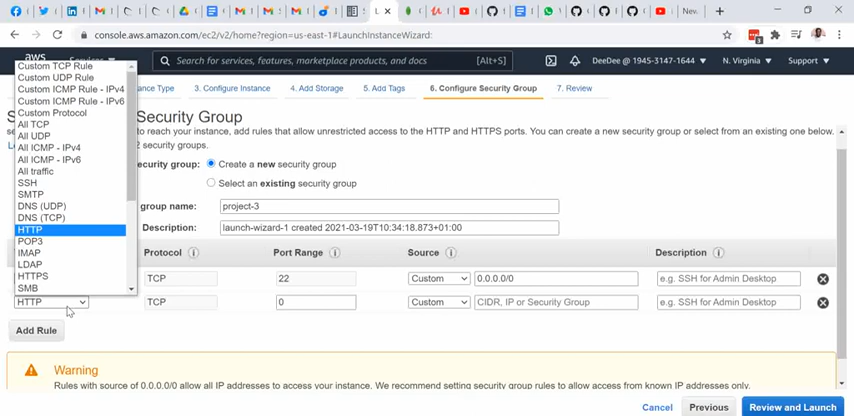 L
New
console.aws.amazon.com/ec2/v2/home?region=us-east-1#LaunchInstanceWizard:
3
aws
Search for services, features, marketplace products, and docs
[Alt+S]
DeeDee @ 1945-3147-1644
N. Virginia
Support
nce Type
3. Configure Instance
4. Add Storage
5. Add Tags
6. Configure Security Group
7. Review
Security Group
to reach your instance, add rules that allow unrestricted access to the HTTP and HTTPS ports. You can create a new security group or select from an existing one below.
2 security groups.
ecurity group:
Create a new security group
Select an existing security group
group name:
project-3
Description:
launch-wizard-1 created 2021-03-19T10:34:18.873+01:00
Custom TCP Rule
Custom UDP Rule
Custom ICMP Rule - IPv4
Custom ICMP Rule - IPv6
Custom Protocol
All TCP
All UDP
All ICMP - IPv4
All ICMP - IPv6
All traffic
SSH
SMTP
DNS (UDP)
DNS (TCP)
HTTP
POP3
IMAP
LDAP
HTTPS
SMB
Protocol
Port Range
Source
Description
TCP
22
Custom
0.0.0.0/0
e.g. SSH for Admin Desktop
HTTP
TCP
0
Custom
CIDR, IP or Security Group
e.g. SSH for Admin Desktop
Add Rule
Warning
Rules with source of 0.0.0.0/0 allow all IP addresses to access your instance. We recommend setting security group rules to allow access from known IP addresses only.
Cancel
Previous
Review and Launch